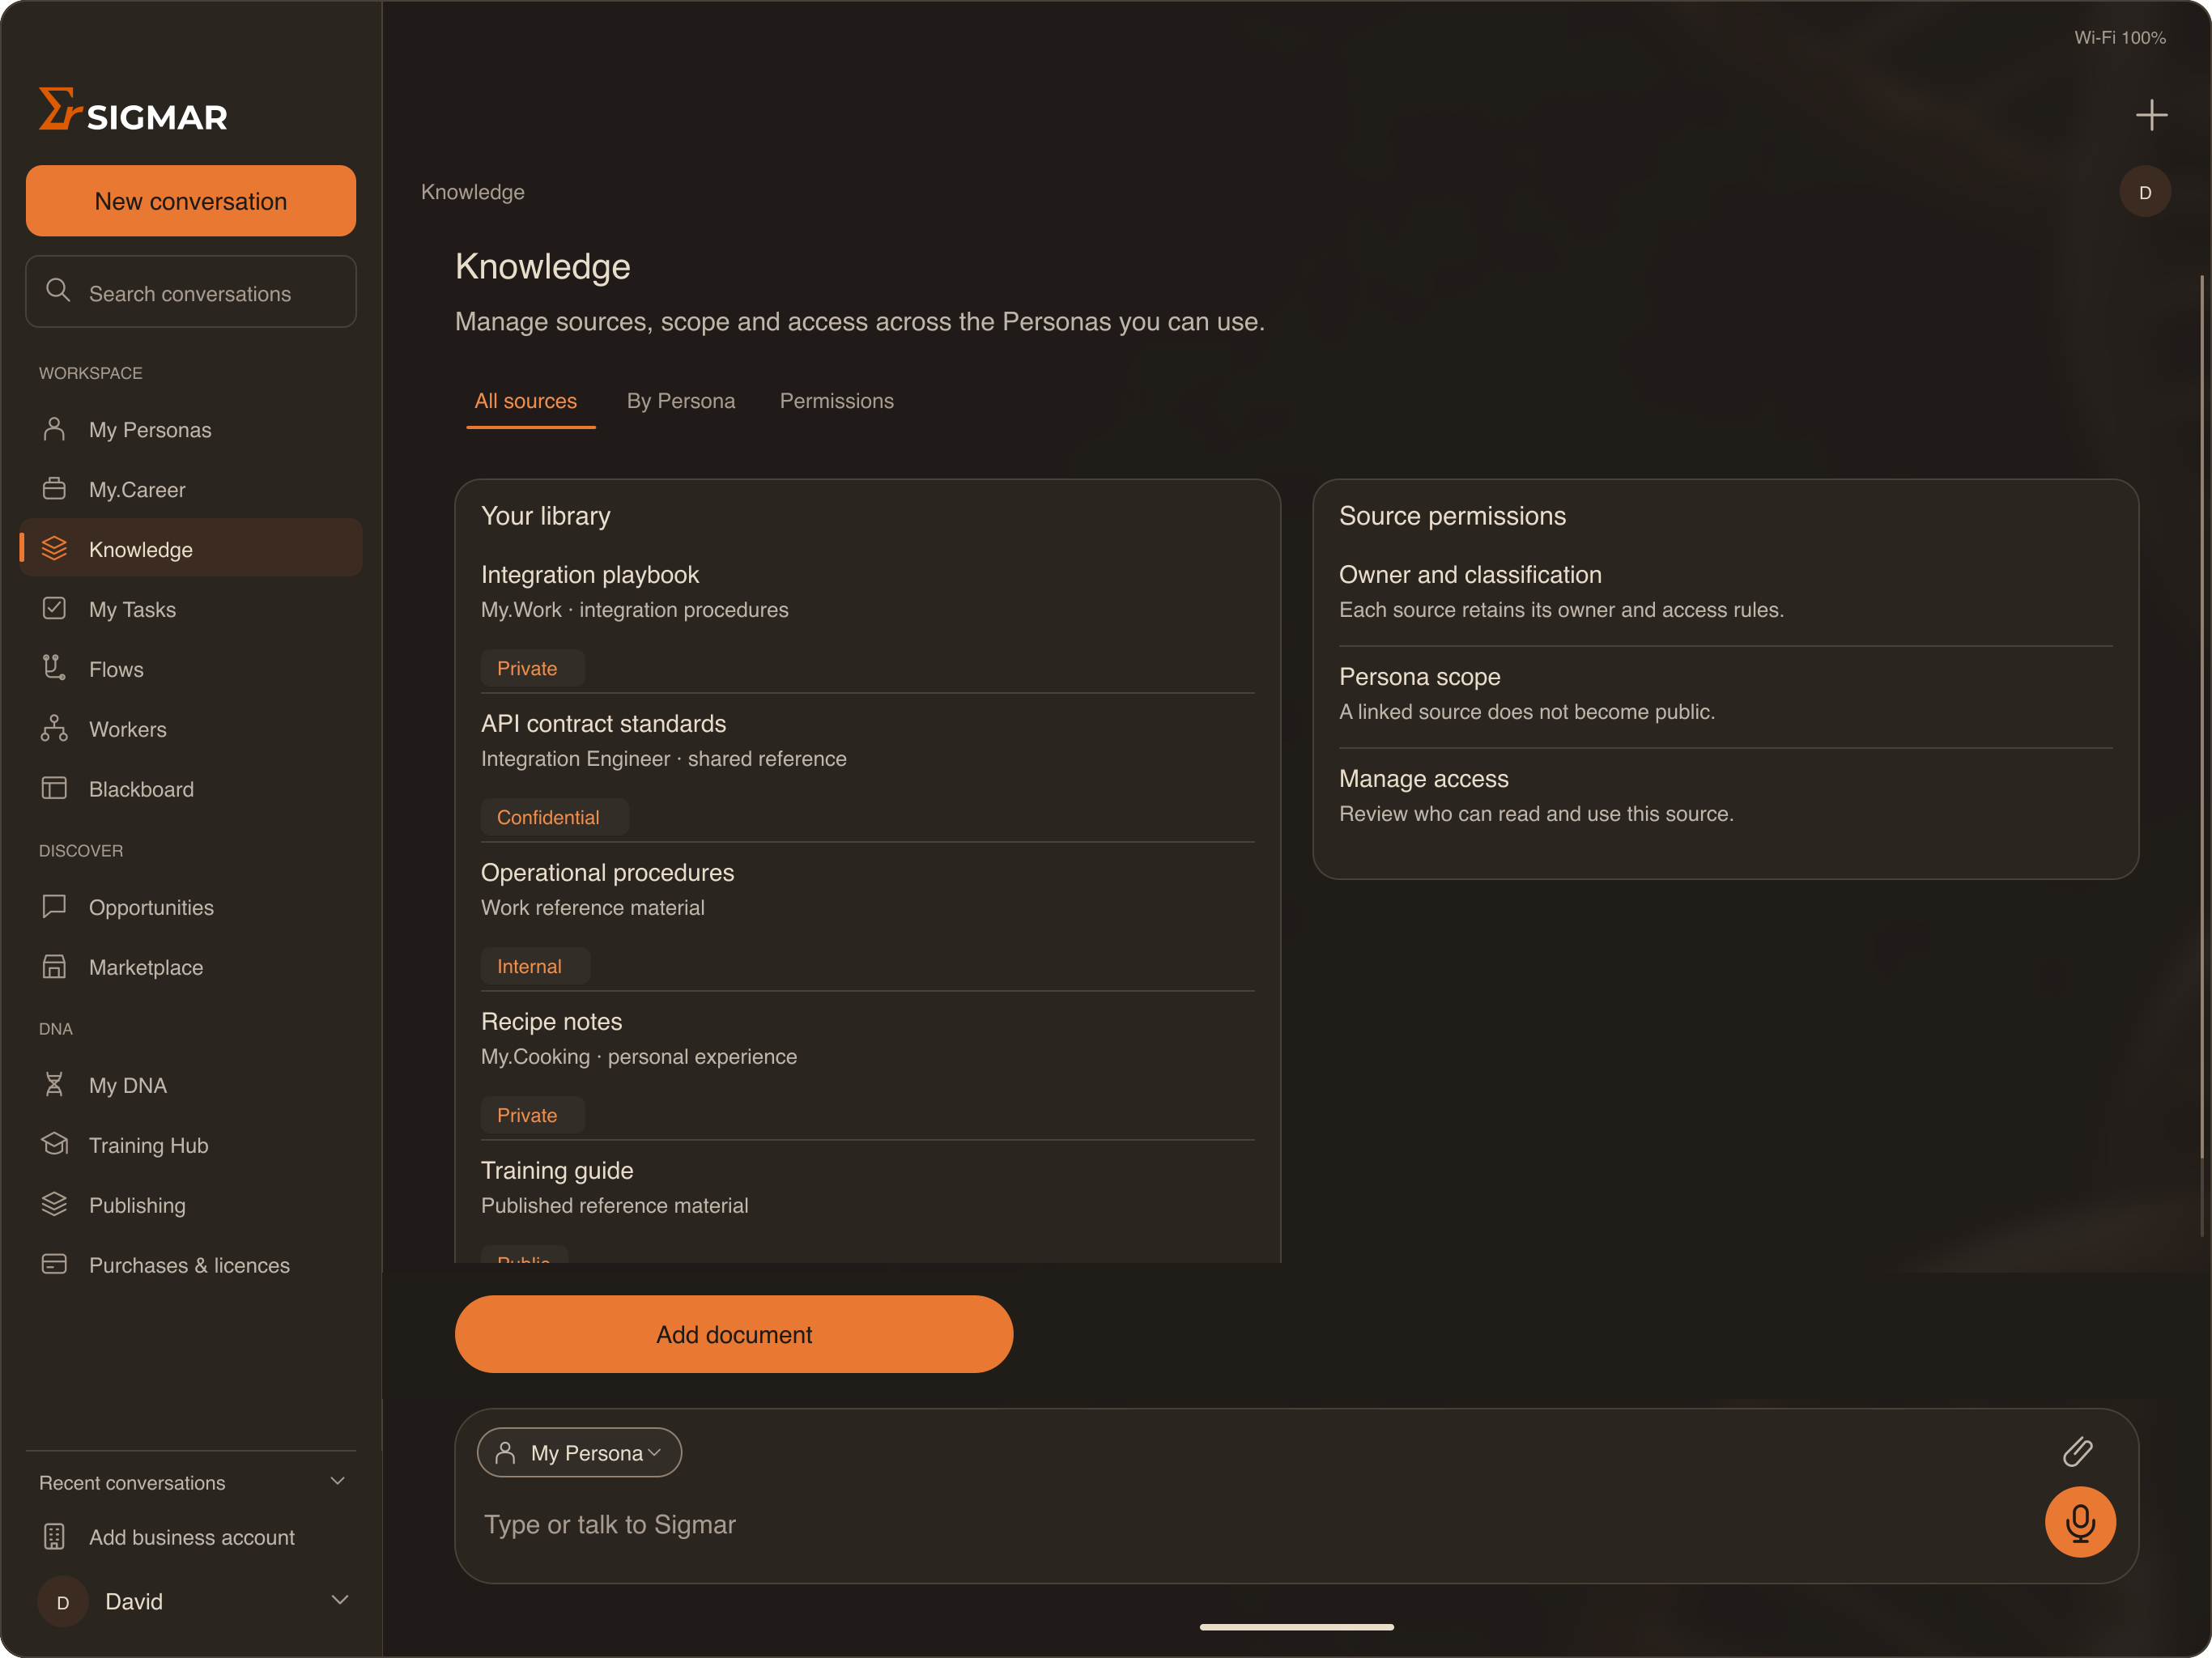 Wi-Fi 100%
SIGMAR
New conversation
Search conversations
WORKSPACE
My Personas
My.Career
Knowledge
My Tasks
Flows
Workers
Blackboard
DISCOVER
Opportunities
Marketplace
DNA
My DNA
Training Hub
Publishing
Purchases & licences
Recent conversations
Add business account
D
David
Knowledge
D
Knowledge
Manage sources, scope and access across the Personas you can use.
All sources
By Persona
Permissions
Your library
Integration playbook
My.Work · integration procedures
Private
API contract standards
Integration Engineer · shared reference
Confidential
Operational procedures
Work reference material
Internal
Recipe notes
My.Cooking · personal experience
Private
Training guide
Published reference material
Public
Source permissions
Owner and classification
Each source retains its owner and access rules.
Persona scope
A linked source does not become public.
Manage access
Review who can read and use this source.
Add document
My Persona
Type or talk to Sigmar